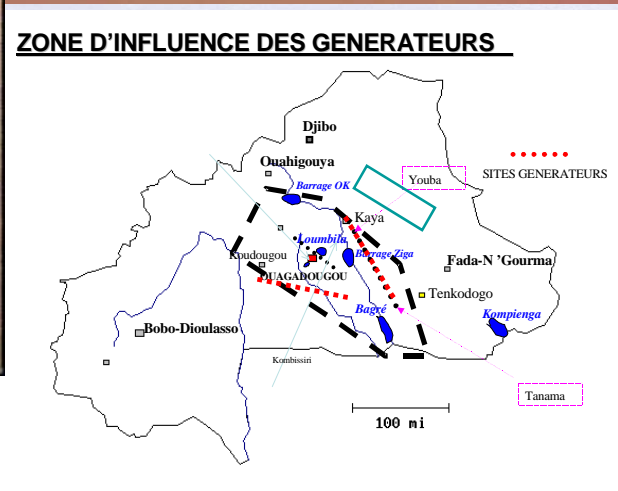 ZONE D'INFLUENCE DES GENERATEURS
Djibo
Ouahigouya
SITES GENERATEURS
Youba
Barrage OK
Kaya
Loumbila
Koudougou
Barrage Ziga
Fada-N ’Gourma
OUAGADOUGOU
Tenkodogo
Bagré
Kompienga
Bobo-Dioulasso
Kombissiri
Tanama
100 mi